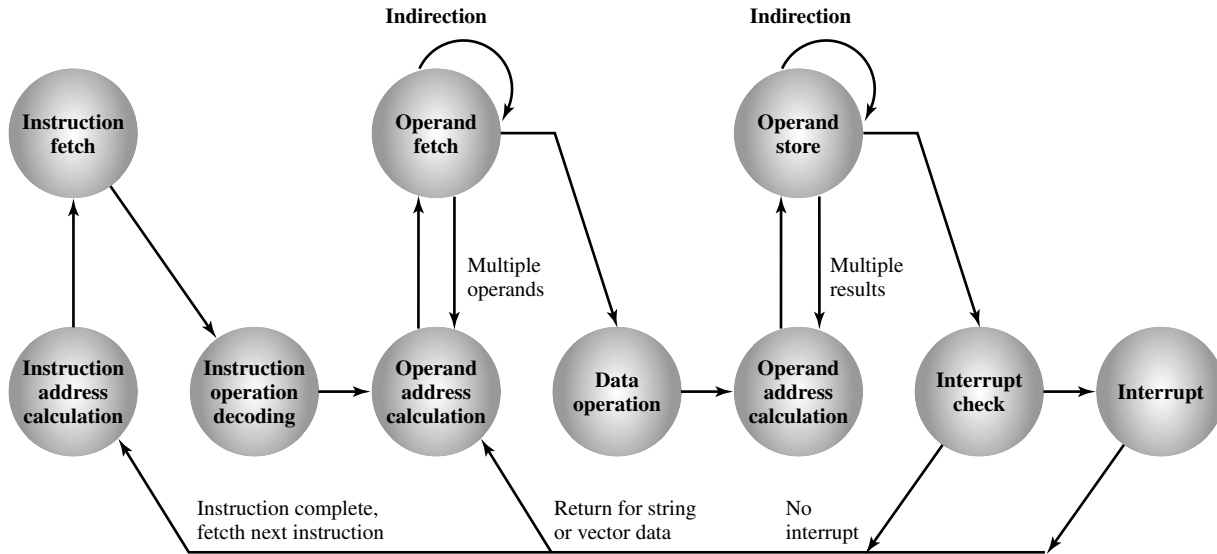 Indirection
Indirection
Instruction
fetch
Operand
fetch
Operand
store
Multiple
operands
Multiple
results
Instruction
address
calculation
Instruction
operation
decoding
Operand
address
calculation
Data
operation
Operand
address
calculation
Interrupt
check
Interrupt
Instruction complete,
fetcth next instruction
Return for string
or vector data
No
interrupt